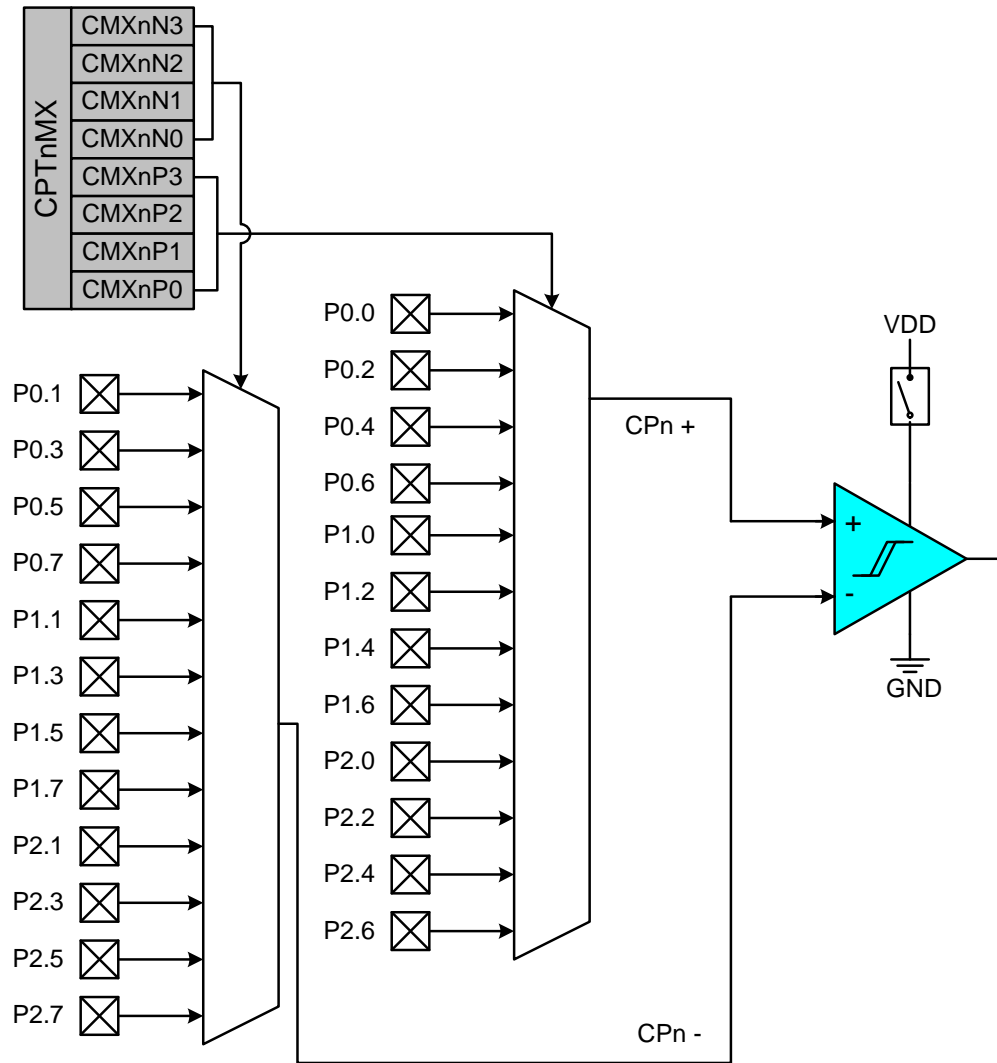 CPTnMX
CMXnN3
CMXnN2
CMXnN1
CMXnN0
CMXnP3
CMXnP2
CMXnP1
CMXnP0
P0.1
P0.3
P0.5
P0.7
P1.1
P1.3
P1.5
P1.7
P2.1
P2.3
P2.5
P2.7
P0.0
P0.2
P0.4
P0.6
P1.0
P1.2
P1.4
P1.6
P2.0
P2.2
P2.4
P2.6
CPn +
CPn -
VDD
+
-
GND